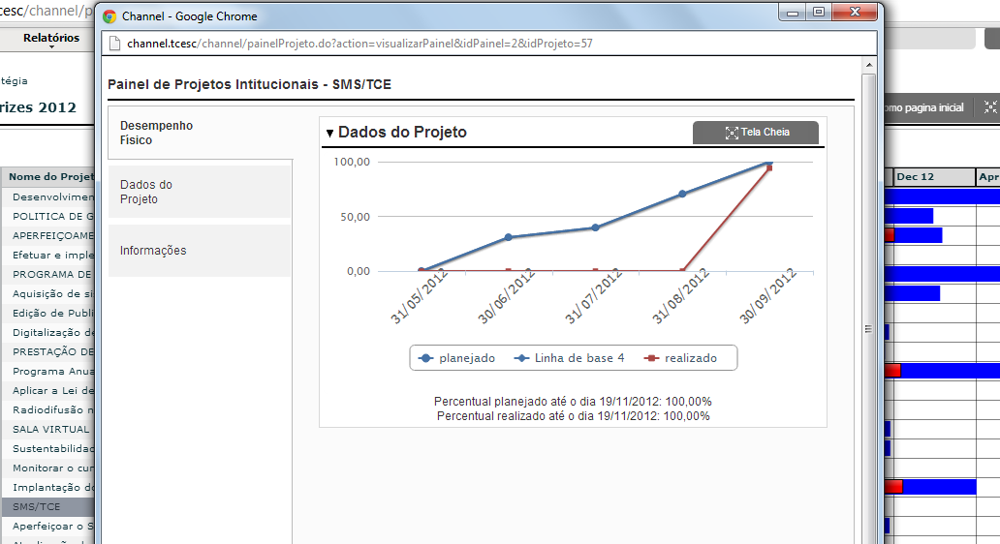 cesc/channel/p
Channel - Google Chrome
channel.tcesc/channel/painelProjeto.do?action=visualizarPainel&idPainel=2&idProjeto=57
Relatórios
tégia
rizes 2012
omo pagina inicial
Painel de Projetos Intitucionais - SMS/TCE
Desempenho
Fisico
Dados do
Projeto
Informações
Dados do Projeto
Tela Cheia
100,00
50,00
0,00
31/05/2012
30/06/2012
31/07/2012
31/08/2012
30/09/2012
planejado
Linha de base 4
realizado
Percentual planejado até o dia 19/11/2012: 100,00%
Percentual realizado até o dia 19/11/2012: 100,00%
Nome do Projet
Desenvolvimen
POLITICA DE G
APERFEIÇOAME
Efetuar e imple
PROGRAMA DE
Aquisição de si
Edição de Publi
Digitalização de
PRESTAÇÃO DE
Programa Anua
Aplicar a Lei de
Radiodifusão n
SALA VIRTUAL
Sustentabilidad
Monitorar o cum
Implantação do
SMS/TCE
Aperfeiçoar o S
Dec 12
Apr